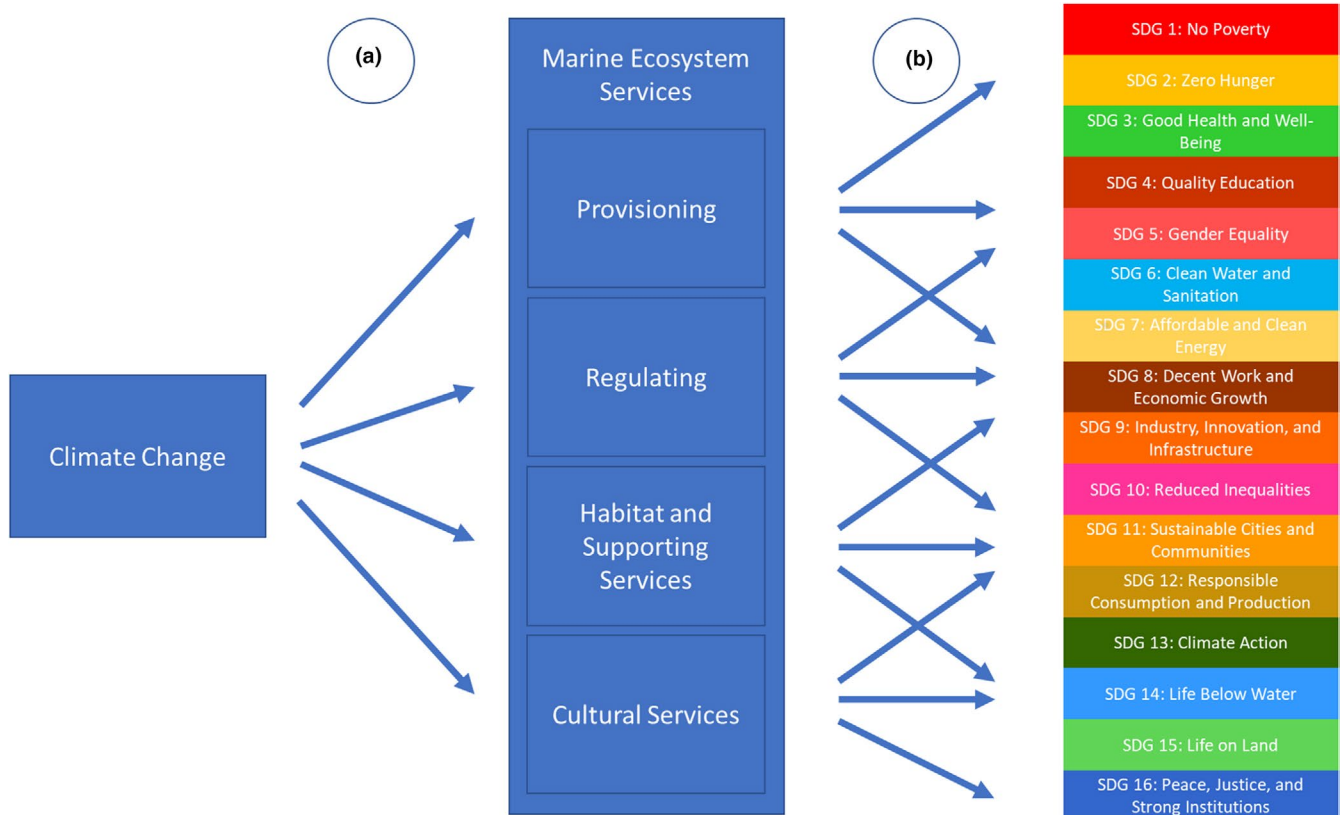 (a)
(b)
Climate Change
Marine Ecosystem
Services
Provisioning
Regulating
Habitat and
Supporting
Services
Cultural Services
SDG 1: No Poverty
SDG 2: Zero Hunger
SDG 3: Good Health and Well-
Being
SDG 4: Quality Education
SDG 5: Gender Equality
SDG 6: Clean Water and
Sanitation
SDG 7: Affordable and Clean
Energy
SDG 8: Decent Work and
Economic Growth
SDG 9: Industry, Innovation, and
Infrastructure
SDG 10: Reduced Inequalities
SDG 11: Sustainable Cities and
Communities
SDG 12: Responsible
Consumption and Production
SDG 13: Climate Action
SDG 14: Life Below Water
SDG 15: Life on Land
SDG 16: Peace, Justice, and
Strong Institutions